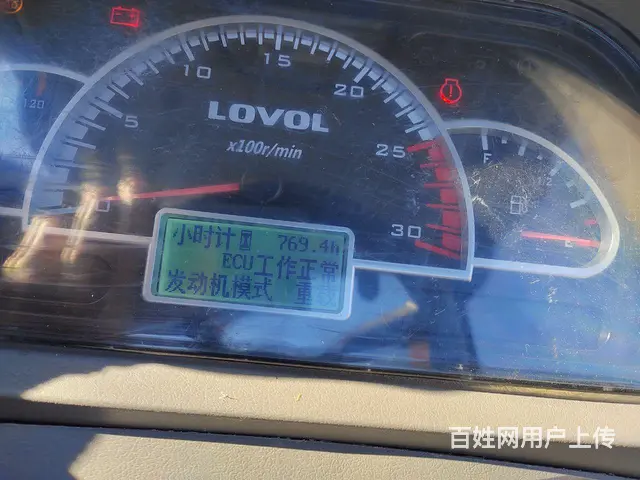 120
5
10
15
20
25
30
LOVOL
x100r/min
F
小时计 769.4h
ECU工作正常
发动机模式 重
百姓网用户上传